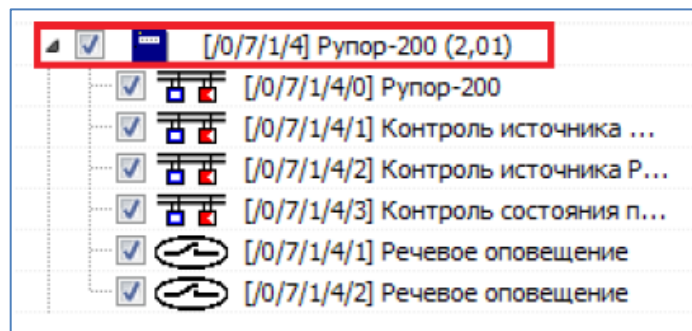 [/0/7/1/4] Рупор-200 (2,01)
[/0/7/1/4/0] Рупор-200
[/0/7/1/4/1] Контроль источника ...
[/0/7/1/4/2] Контроль источника Р...
[/0/7/1/4/3] Контроль состояния п...
[/0/7/1/4/1] Речевое оповещение
[/0/7/1/4/2] Речевое оповещение